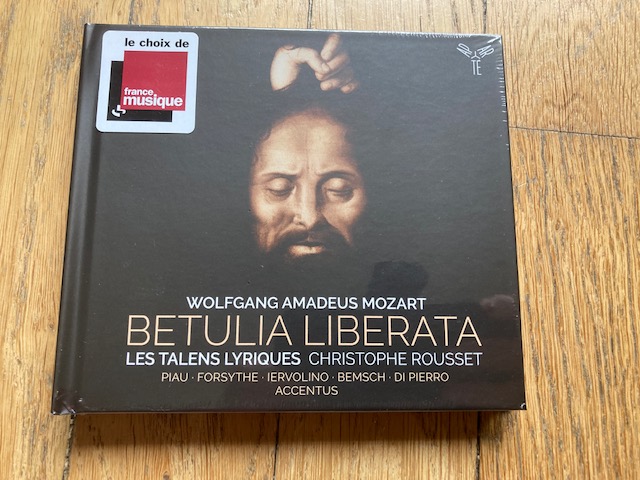 le choix de
france
musique
WOLFGANG AMADEUS MOZART
BETULIA LIBERATA
LES TALENS LYRIQUES CHRISTOPHE ROUSSET
PIAU · FORSYTHE · IERVOLINO · BEMSCH · DI PIERRO
ACCENTUS